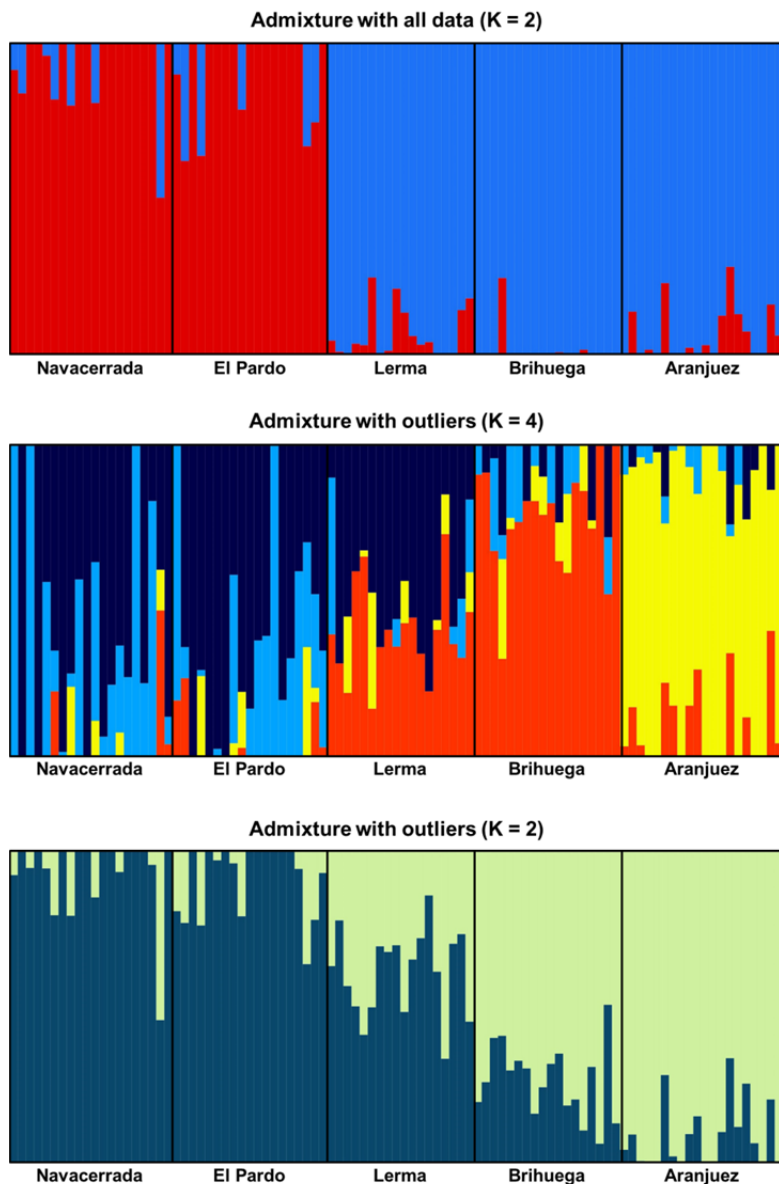 Admixture with all data (K = 2)
Navacerrada El Pardo Lerma Brihuega Aranjuez
Admixture with outliers (K = 4)
Navacerrada El Pardo Lerma Brihuega Aranjuez
Admixture with outliers (K = 2)
Navacerrada El Pardo Lerma Brihuega Aranjuez